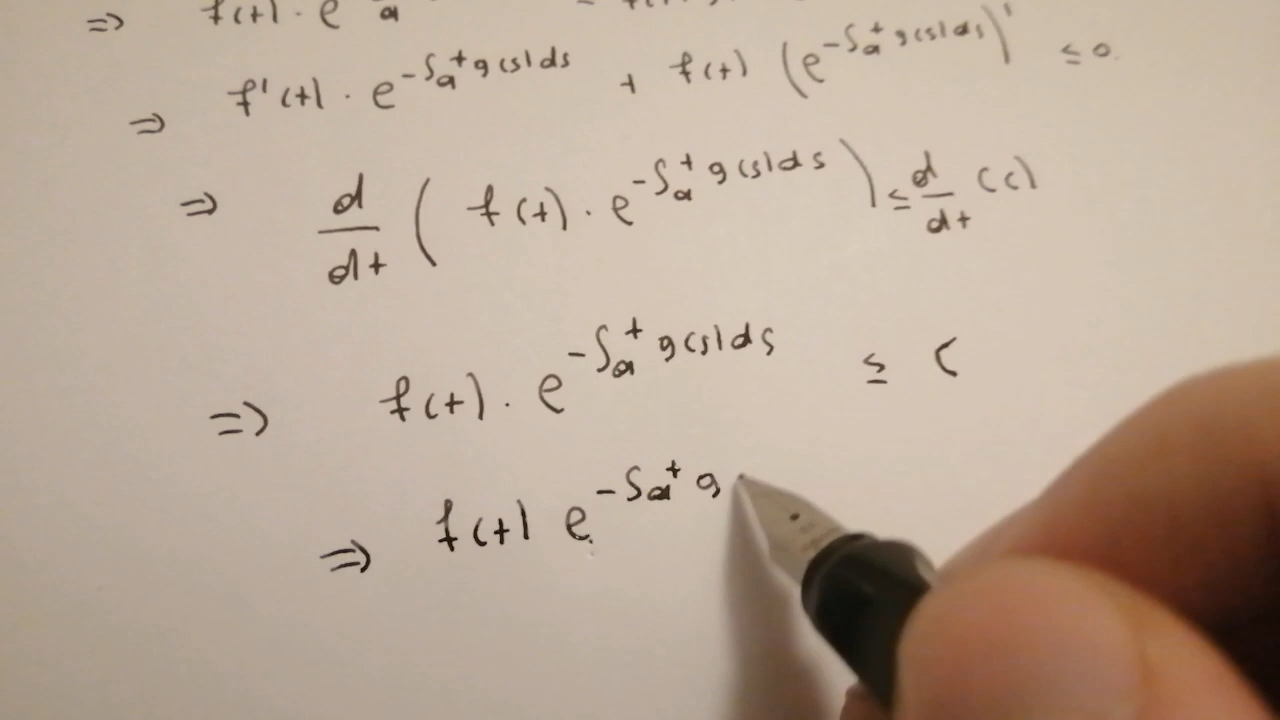 ⇒ f(t) · e a
⇒ f'(t) · e^{-∫_a^t g(s)ds} + f(t) (e^{-∫_a^t g(s)ds})' ≤ 0
⇒ d/dt ( f(t) · e^{-∫_a^t g(s)ds} ) ≤ d/dt (c)
⇒ f(t) · e^{-∫_a^t g(s)ds} ≤ c
⇒ f(t) e^{-∫_a^t g